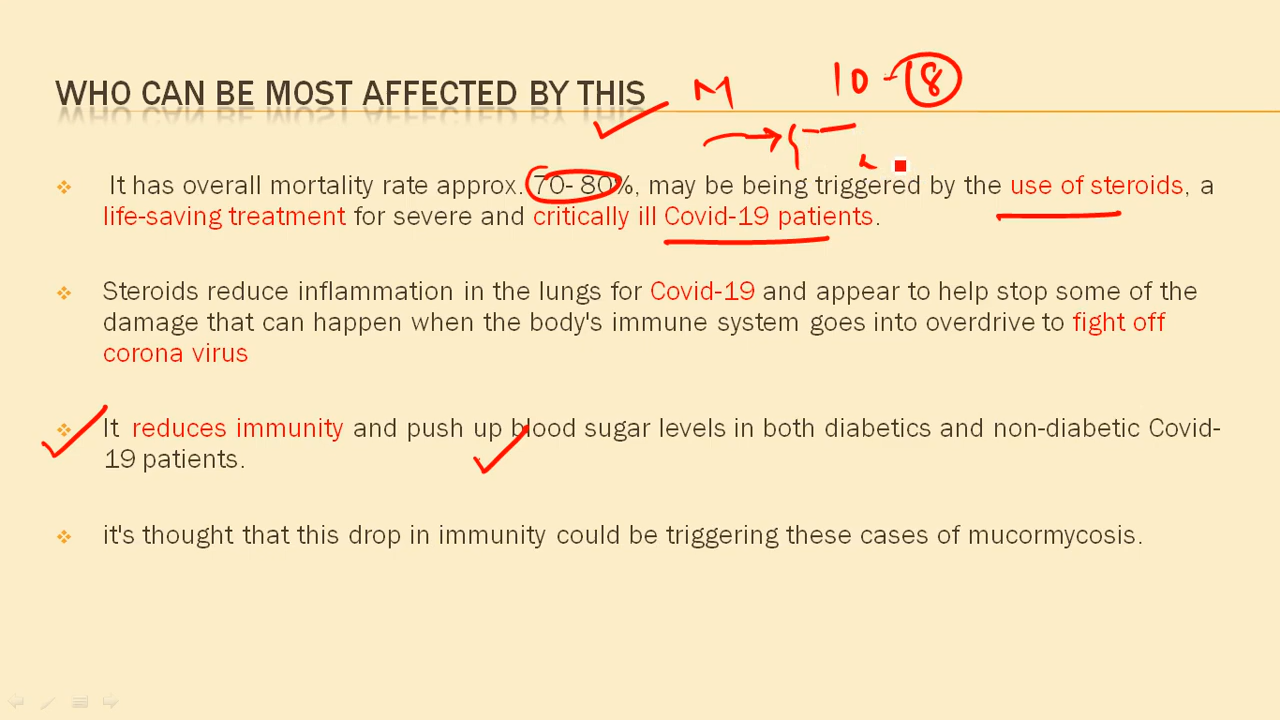 WHO CAN BE MOST AFFECTED BY THIS
M 10 - 8
It has overall mortality rate approx. 70- 80%, may be being triggered by the use of steroids, a
life-saving treatment for severe and critically ill Covid-19 patients.
Steroids reduce inflammation in the lungs for Covid-19 and appear to help stop some of the
damage that can happen when the body's immune system goes into overdrive to fight off
corona virus
It reduces immunity and push up blood sugar levels in both diabetics and non-diabetic Covid-
19 patients.
it's thought that this drop in immunity could be triggering these cases of mucormycosis.